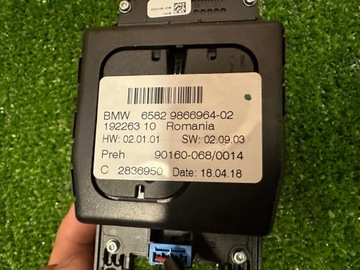 BMW 6582 9866964-02
192263 10 Romania
HW: 02.01.01 SW: 02.09.03
Preh 90160-068/0014
C 2836950 Date: 18.04.18